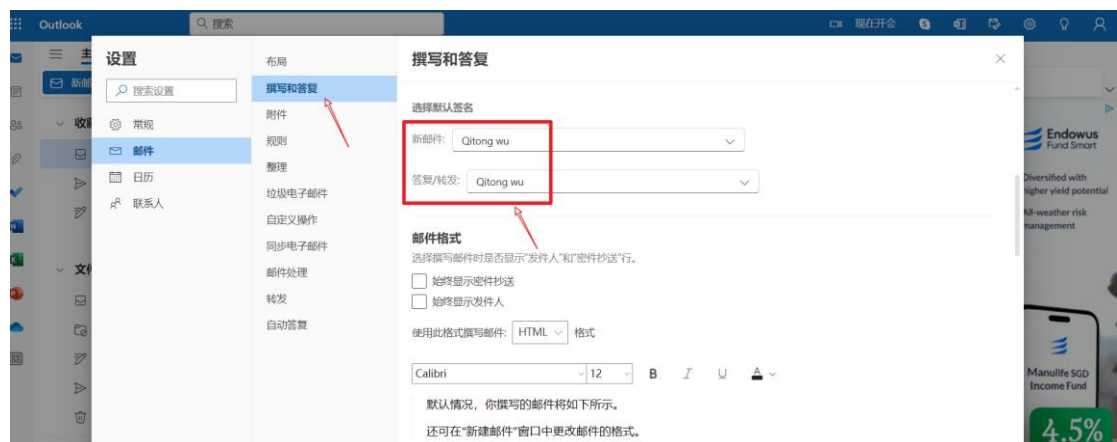 Outlook
搜索
现在开会
主
新邮
收藏
文件
设置
搜索设置
常规
邮件
日历
联系人
布局
撰写和答复
附件
规则
整理
垃圾电子邮件
自定义操作
同步电子邮件
邮件处理
转发
自动答复
撰写和答复
选择默认签名
新邮件: Qitong wu
答复/转发: Qitong wu
邮件格式
选择撰写邮件时是否显示"发件人"和"密件抄送"行。
始终显示密件抄送
始终显示发件人
使用此格式撰写邮件: HTML 格式
Calibri 12 B I U A
默认情况，你撰写的邮件将如下所示。
还可在"新建邮件"窗口中更改邮件的格式。
Endowus
Fund Smart
Diversified with
higher yield potential
All-weather risk
management
Manulife SGD
Income Fund
4.5%